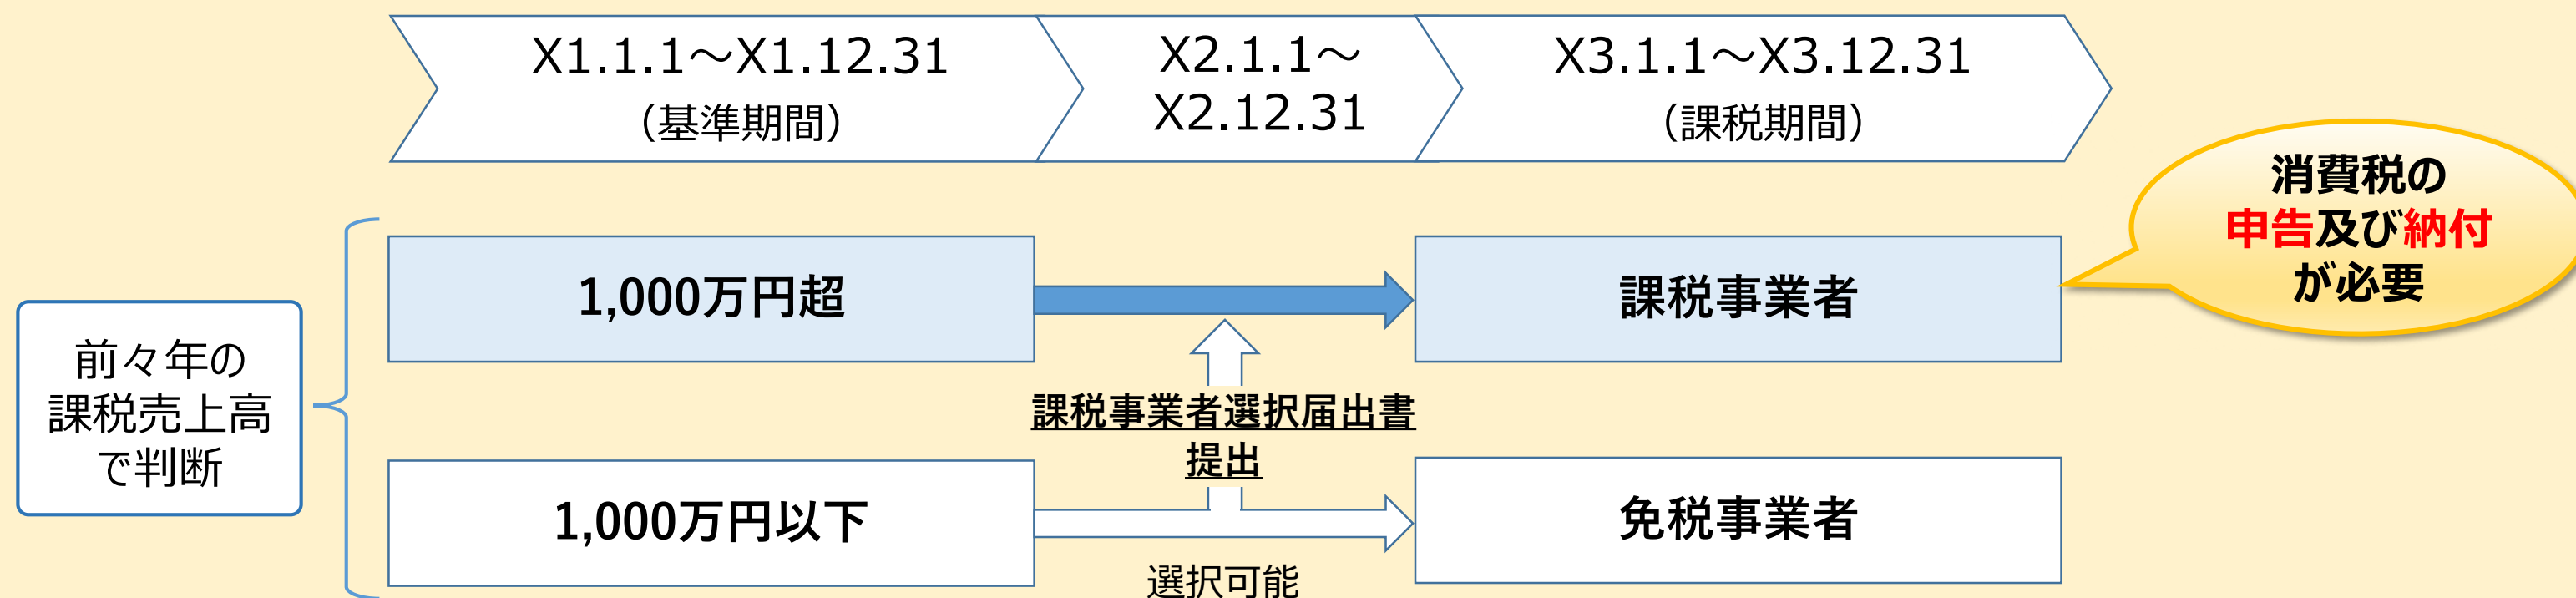 X1.1.1～X1.12.31
（基準期間）
X2.1.1～
X2.12.31
X3.1.1～X3.12.31
（課税期間）
消費税の
申告及び納付
が必要
前々年の
課税売上高
で判断
1,000万円超
課税事業者
課税事業者選択届出書
提出
1,000万円以下
免税事業者
選択可能